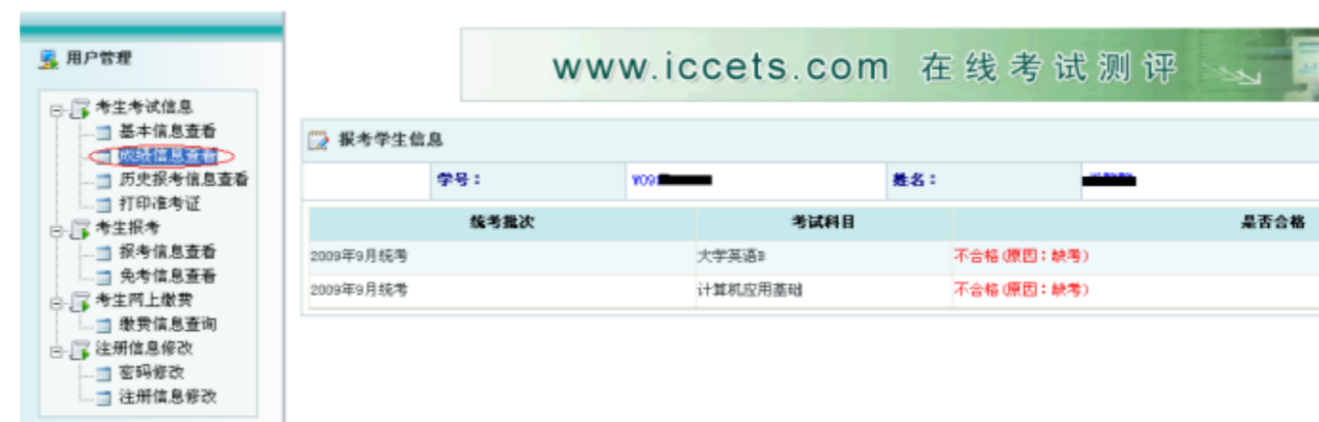 用户管理
考生考试信息
基本信息查看
成绩信息查看
历史报考信息查看
打印准考证
考生报考
报考信息查看
免考信息查看
考生网上缴费
缴费信息查询
注册信息修改
密码修改
注册信息修改
www.iccets.com 在线考试测评
报考学生信息
学号： W09 姓名：
统考批次 考试科目 是否合格
2009年9月统考 大学英语B 不合格(原因：缺考)
2009年9月统考 计算机应用基础 不合格(原因：缺考)